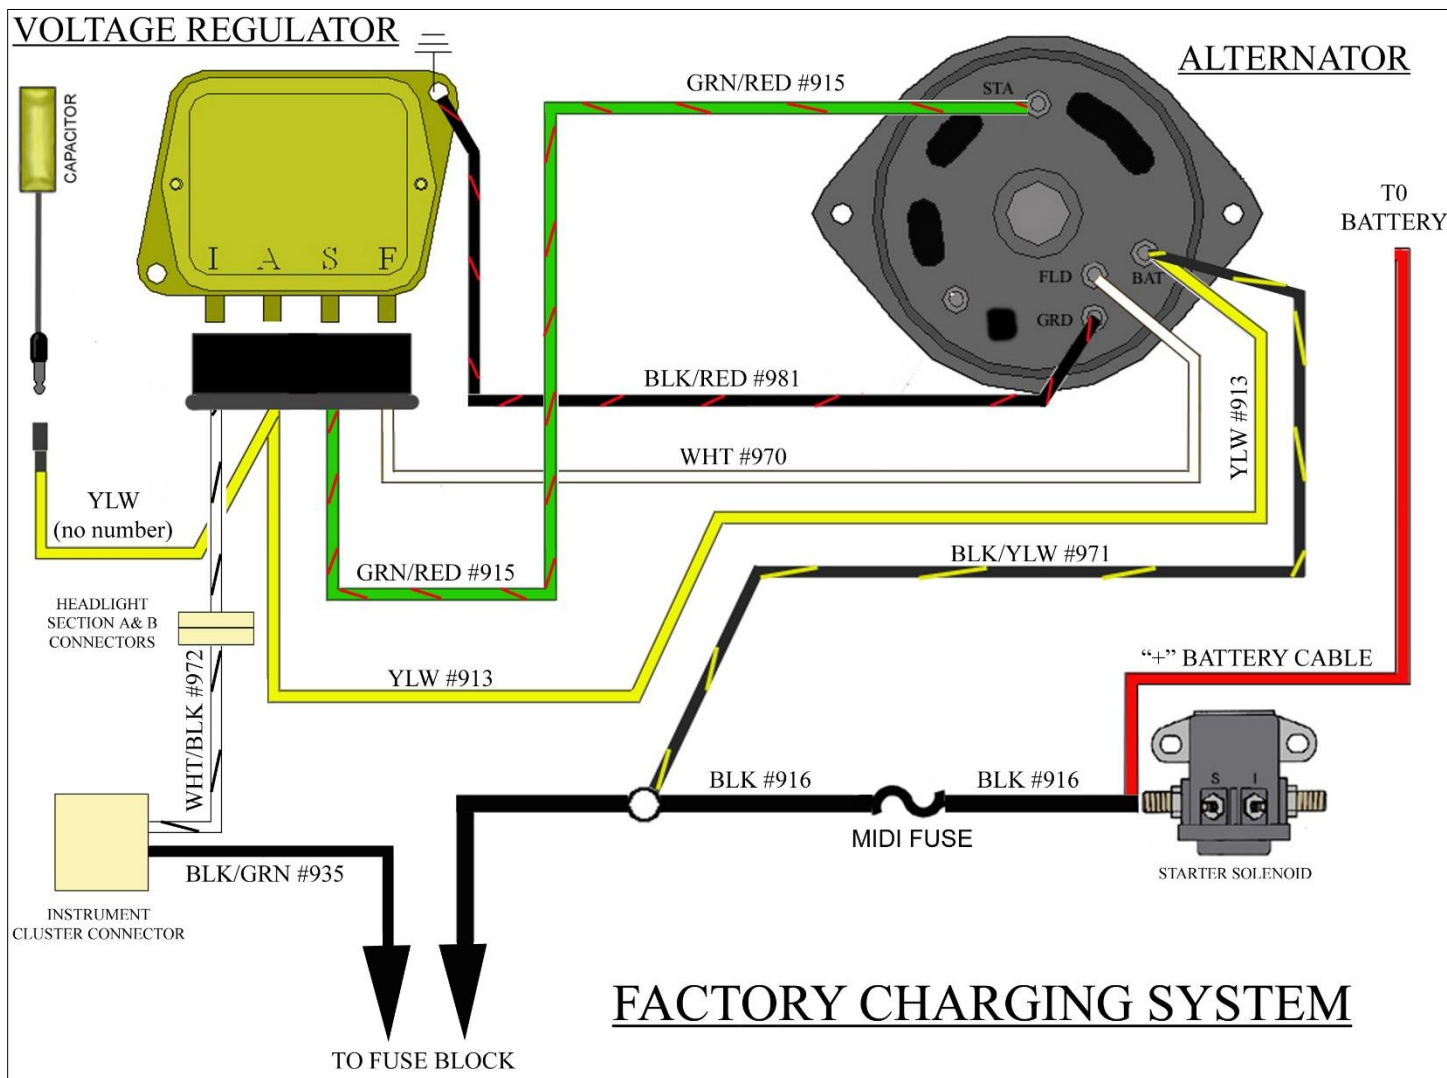 VOLTAGE REGULATOR
ALTERNATOR
CAPACITOR
GRN/RED #915
STA
T0
BATTERY
I A S F
FLD
BAT
GRD
BLK/RED #981
YLW #913
WHT #970
YLW
(no number)
BLK/YLW #971
GRN/RED #915
HEADLIGHT
SECTION A& B
CONNECTORS
YLW #913
“+” BATTERY CABLE
WHT/BLK #972
BLK #916
BLK #916
S I
MIDI FUSE
BLK/GRN #935
STARTER SOLENOID
INSTRUMENT
CLUSTER CONNECTOR
FACTORY CHARGING SYSTEM
TO FUSE BLOCK